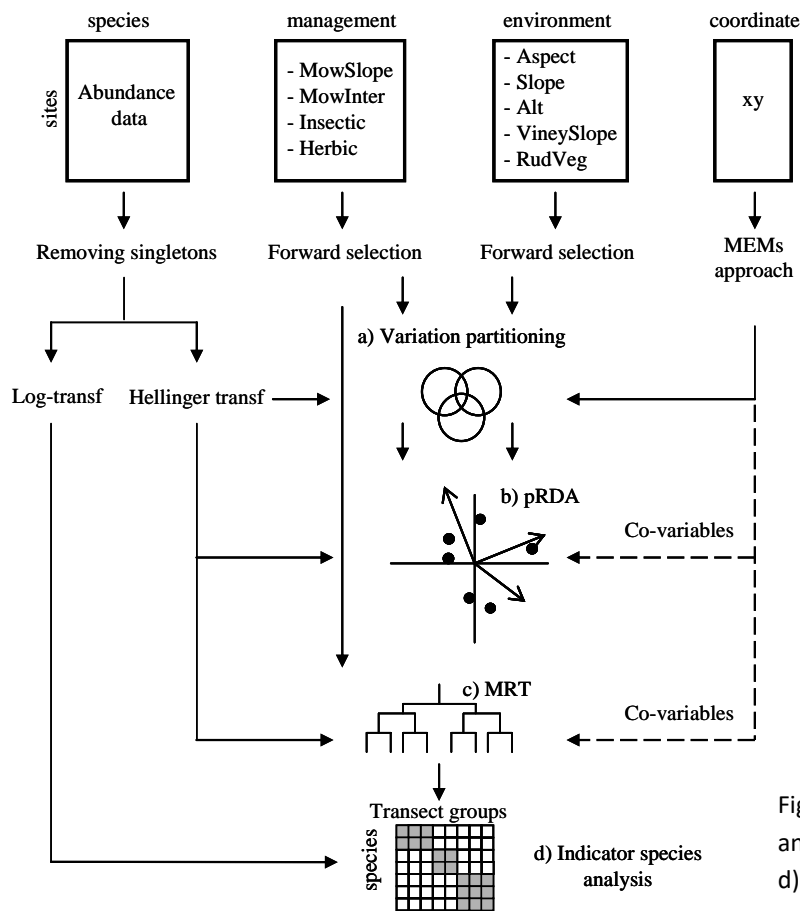 species
management
environment
coordinate
sites
Abundance
data
- MowSlope
- MowInter
- Insectic
- Herbic
- Aspect
- Slope
- Alt
- VineySlope
- RudVeg
xy
Removing singletons
Forward selection
Forward selection
MEMs
approach
a) Variation partitioning
Log-transf
Hellinger transf
b) pRDA
Co-variables
c) MRT
Co-variables
Transect groups
species
d) Indicator species
analysis
Fig
an
d)